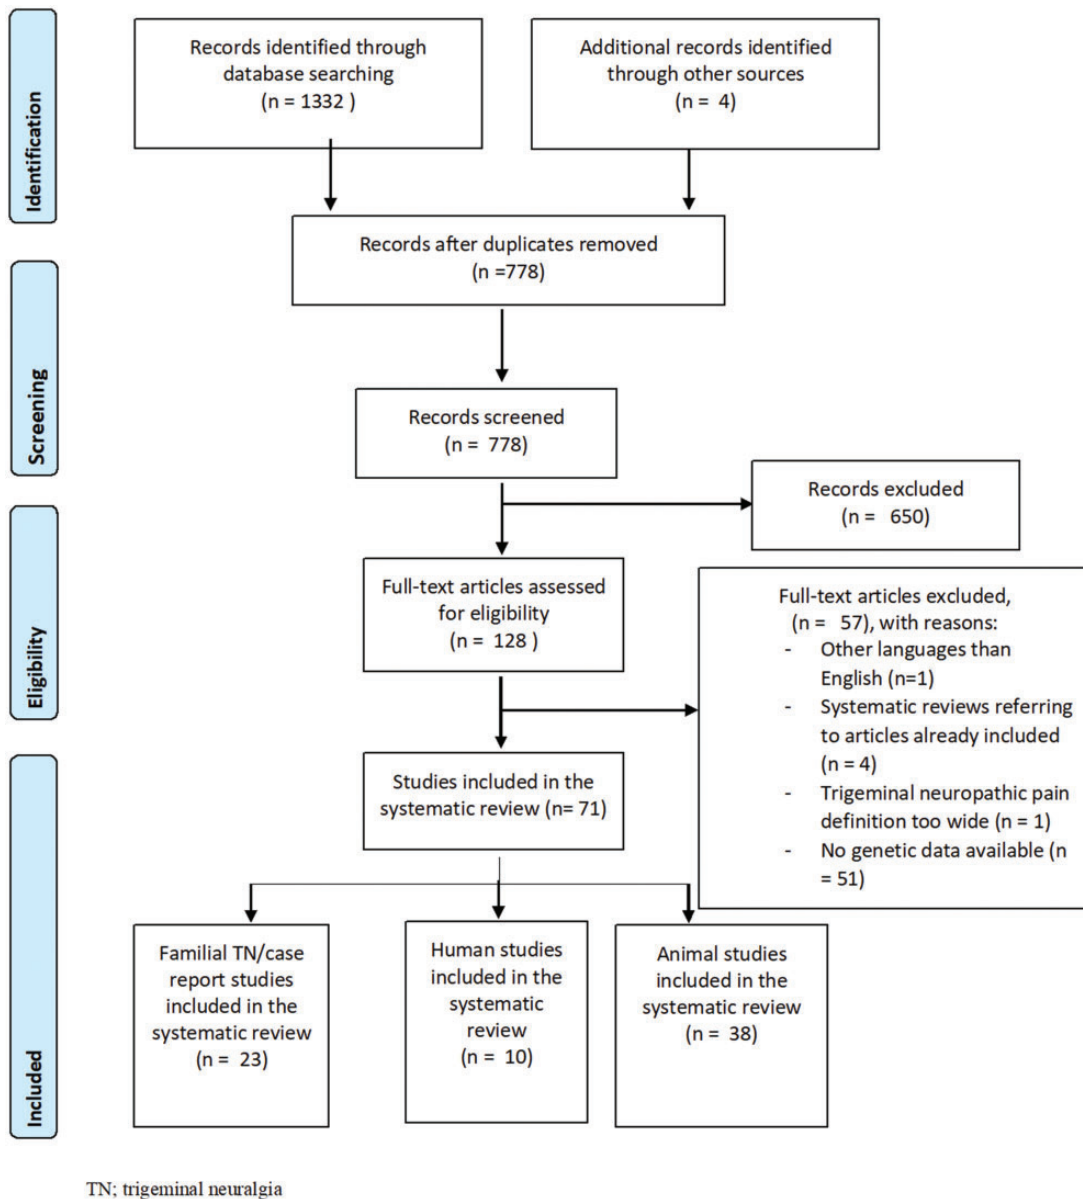 Identification
Records identified through
database searching
(n = 1332 )
Additional records identified
through other sources
(n = 4)
Records after duplicates removed
(n =778)
Screening
Records screened
(n = 778)
Records excluded
(n = 650)
Eligibility
Full-text articles assessed
for eligibility
(n = 128 )
Full-text articles excluded,
(n = 57), with reasons:
- Other languages than
English (n=1)
- Systematic reviews referring
to articles already included
(n = 4)
- Trigeminal neuropathic pain
definition too wide (n = 1)
- No genetic data available (n
= 51)
Included
Studies included in the
systematic review (n= 71)
Familial TN/case
report studies
included in the
systematic review
(n = 23)
Human studies
included in the
systematic
review
(n = 10)
Animal studies
included in the
systematic review
(n = 38)
TN; trigeminal neuralgia